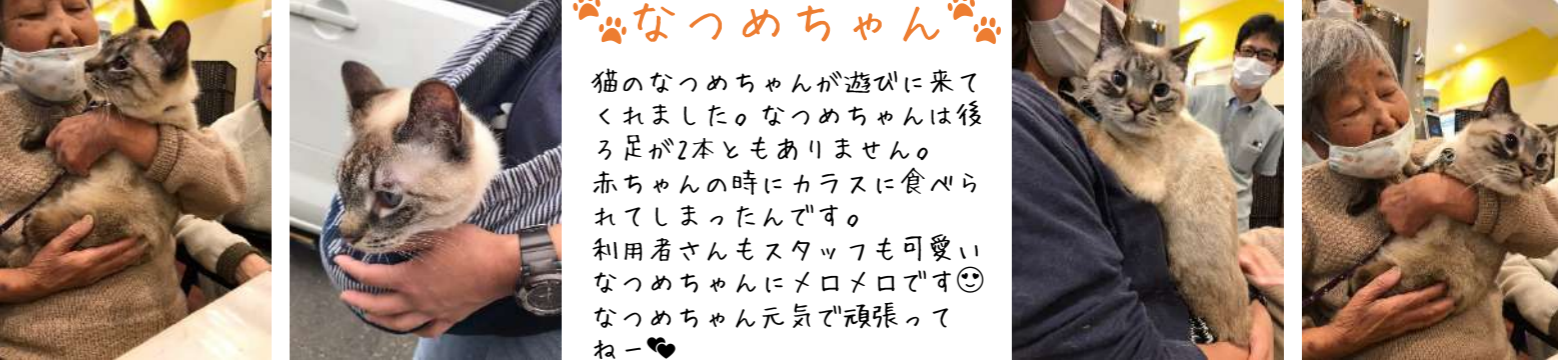 なつめちゃん
猫のなつめちゃんが遊びに来て
くれました。なつめちゃんは後
ろ足が2本ともありません。
赤ちゃんの時にカラスに食べら
れてしまったんです。
利用者さんもスタッフも可愛い
なつめちゃんにメロメロです😍
なつめちゃん元気で頑張って
ねー💕